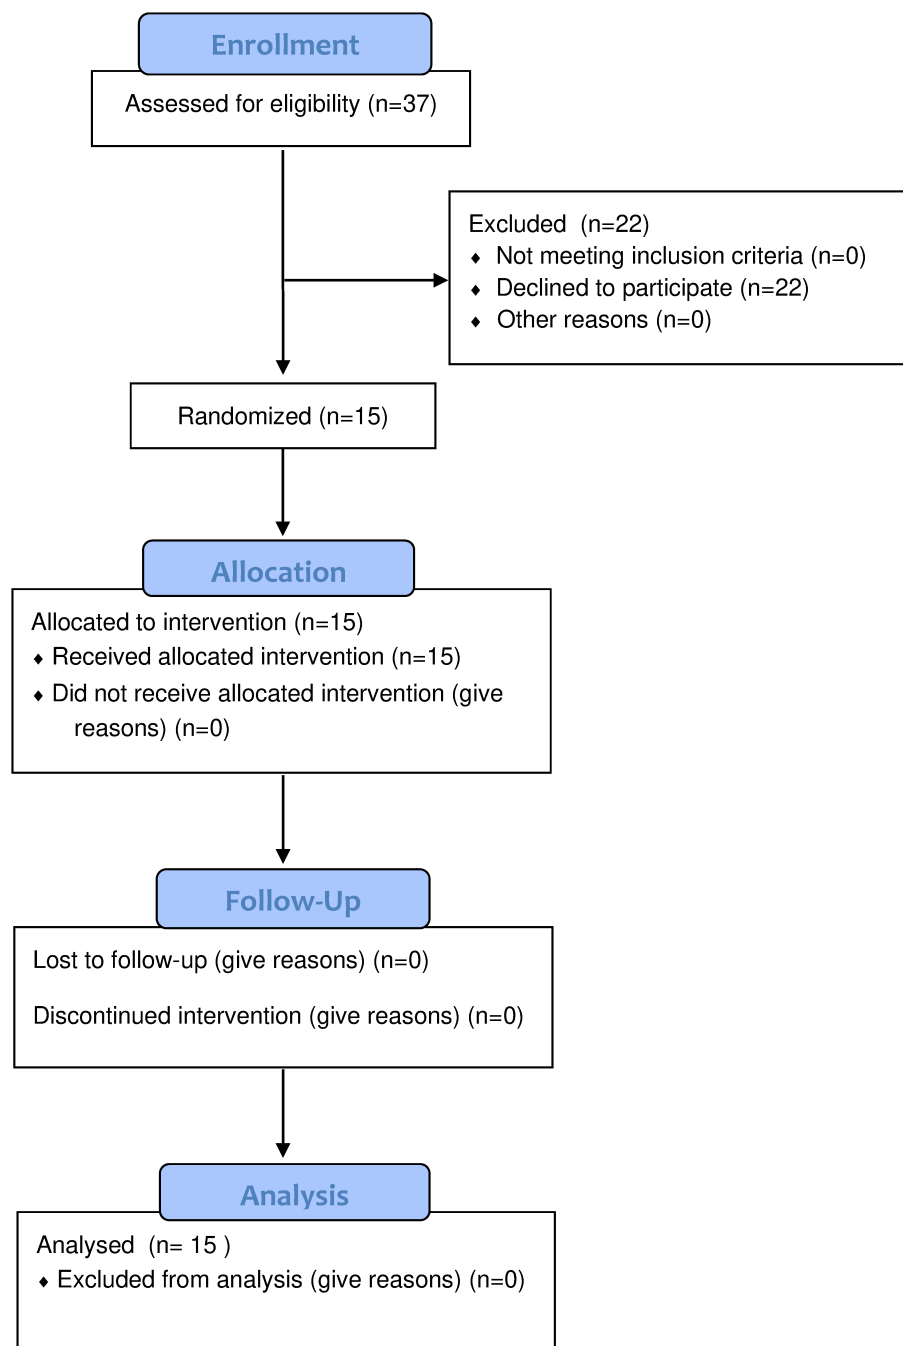 Enrollment
Assessed for eligibility (n=37)
Excluded  (n=22)
♦ Not meeting inclusion criteria (n=0)
♦ Declined to participate (n=22)
♦ Other reasons (n=0)
Randomized (n=15)
Allocation
Allocated to intervention (n=15)
♦ Received allocated intervention (n=15)
♦ Did not receive allocated intervention (give
reasons) (n=0)
Follow-Up
Lost to follow-up (give reasons) (n=0)
Discontinued intervention (give reasons) (n=0)
Analysis
Analysed  (n= 15 )
♦ Excluded from analysis (give reasons) (n=0)